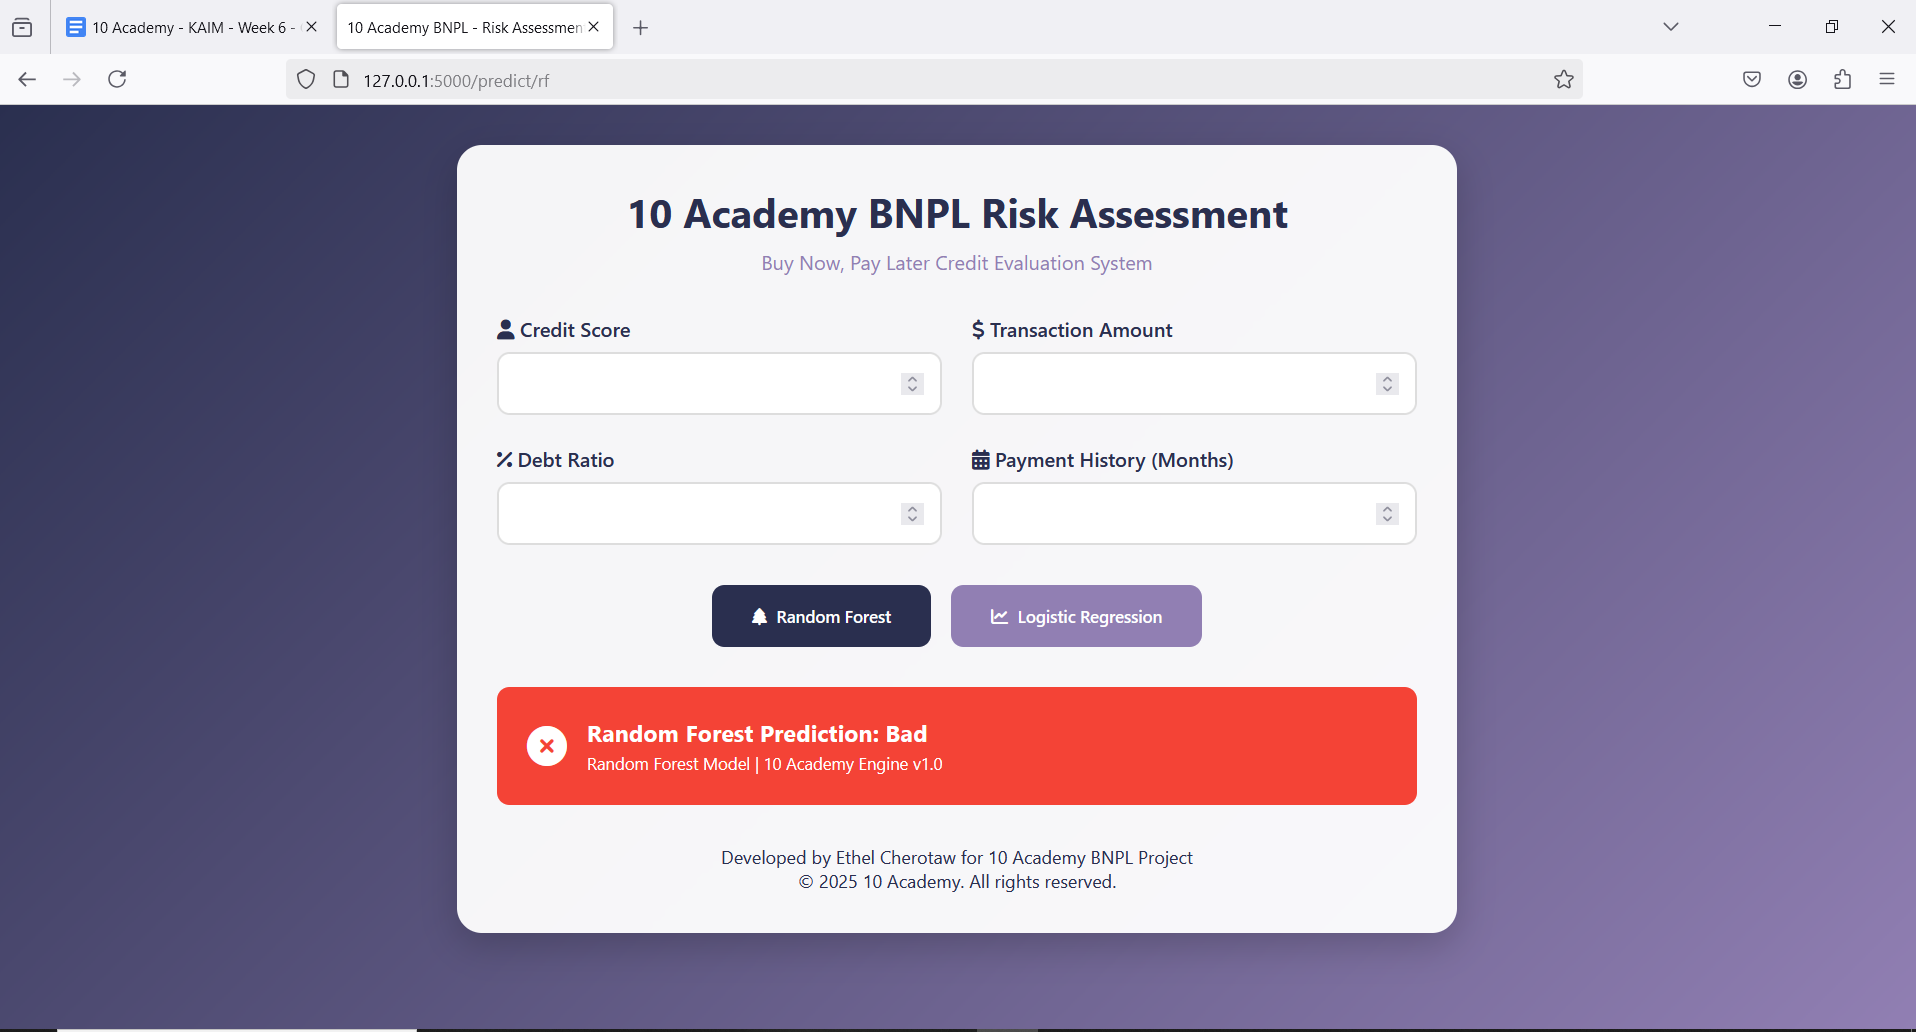 10 Academy - KAIM - Week 6 -
10 Academy BNPL - Risk Assessmen
127.0.0.1:5000/predict/rf
10 Academy BNPL Risk Assessment
Buy Now, Pay Later Credit Evaluation System
Credit Score
Transaction Amount
Debt Ratio
Payment History (Months)
Random Forest
Logistic Regression
Random Forest Prediction: Bad
Random Forest Model | 10 Academy Engine v1.0
Developed by Ethel Cherotaw for 10 Academy BNPL Project
© 2025 10 Academy. All rights reserved.